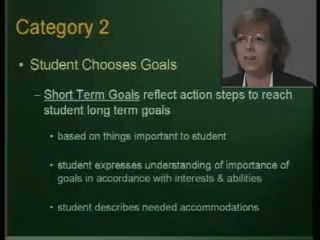 Category 2
• Student Chooses Goals
– Short Term Goals reflect action steps to reach
student long term goals
• based on things important to student
• student expresses understanding of importance of
goals in accordance with interests & abilities
• student describes needed accommodations